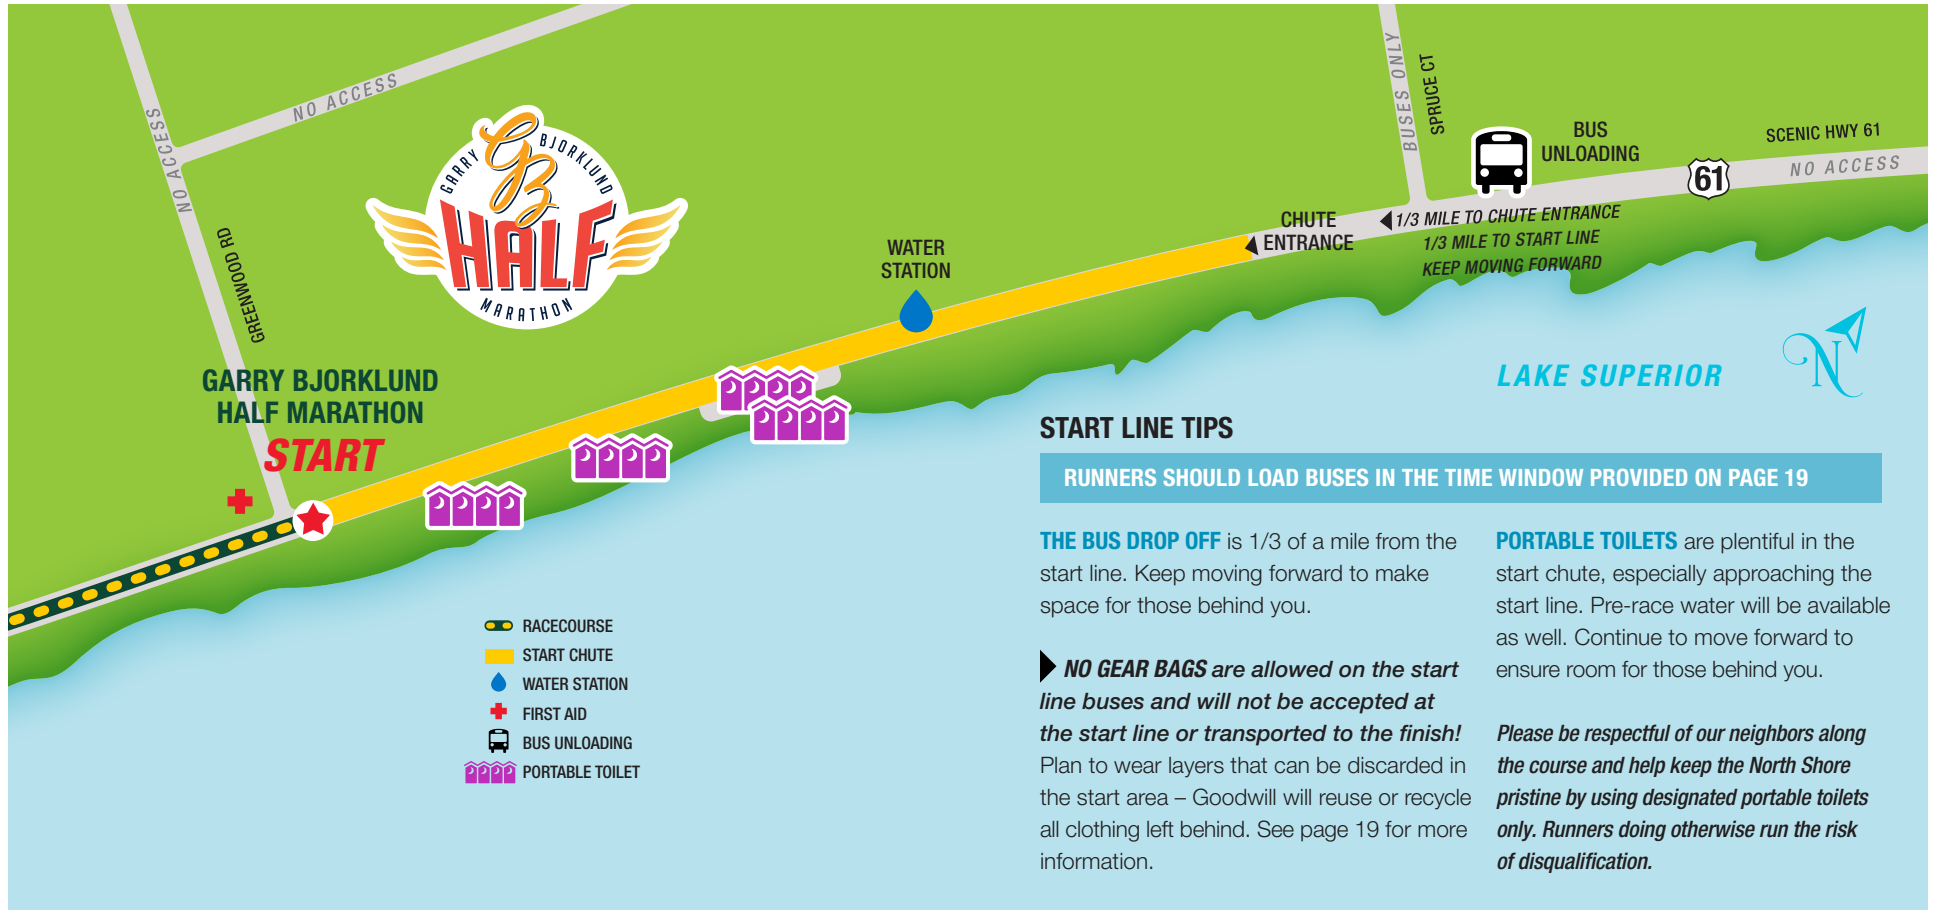 NO ACCESS
NO ACCESS
GREENWOOD RD
GARRY BJORKLUND
GB
HALF
MARATHON
BUSES ONLY
SPRUCE CT
BUS
UNLOADING
SCENIC HWY 61
61
NO ACCESS
CHUTE
ENTRANCE
1/3 MILE TO CHUTE ENTRANCE
1/3 MILE TO START LINE
KEEP MOVING FORWARD
WATER
STATION
GARRY BJORKLUND
HALF MARATHON
START
LAKE SUPERIOR
N
RACECOURSE
START CHUTE
WATER STATION
FIRST AID
BUS UNLOADING
PORTABLE TOILET
START LINE TIPS
RUNNERS SHOULD LOAD BUSES IN THE TIME WINDOW PROVIDED ON PAGE 19
THE BUS DROP OFF is 1/3 of a mile from the
start line. Keep moving forward to make
space for those behind you.
NO GEAR BAGS are allowed on the start
line buses and will not be accepted at
the start line or transported to the finish!
Plan to wear layers that can be discarded in
the start area – Goodwill will reuse or recycle
all clothing left behind. See page 19 for more
information.
PORTABLE TOILETS are plentiful in the
start chute, especially approaching the
start line. Pre-race water will be available
as well. Continue to move forward to
ensure room for those behind you.
Please be respectful of our neighbors along
the course and help keep the North Shore
pristine by using designated portable toilets
only. Runners doing otherwise run the risk
of disqualification.